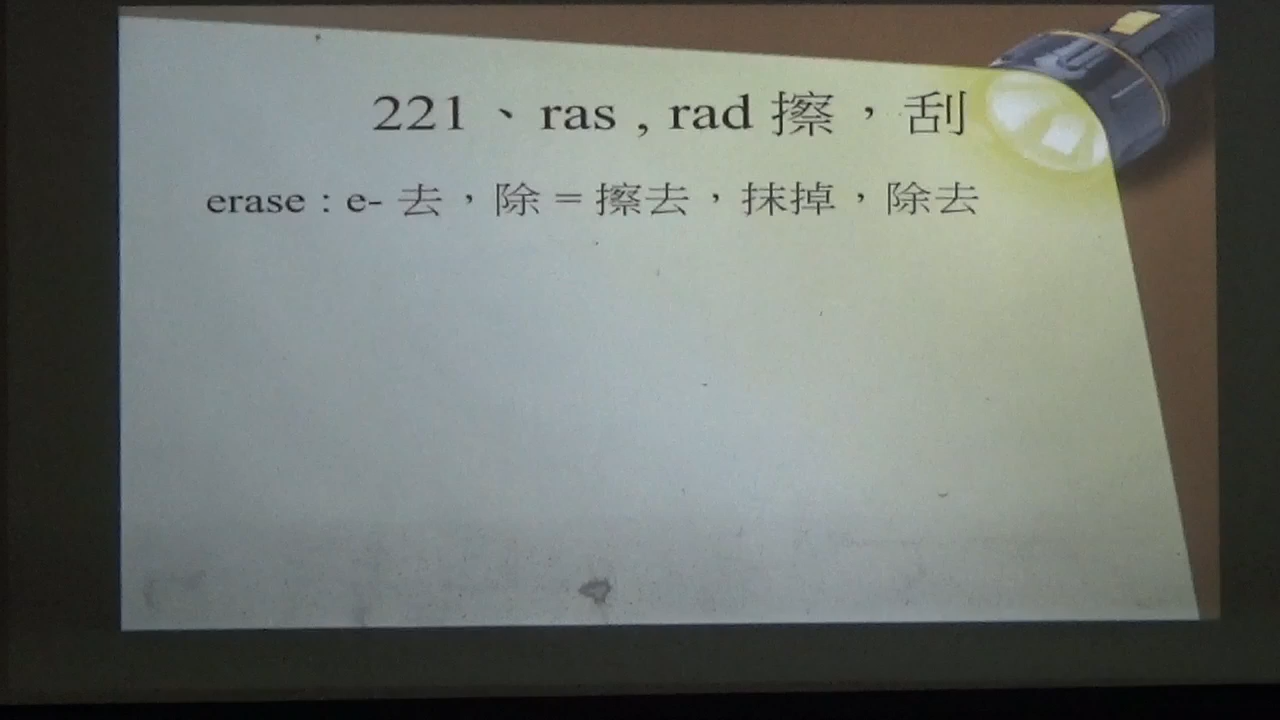 221、ras , rad 擦，刮
erase : e- 去，除 = 擦去，抹掉，除去